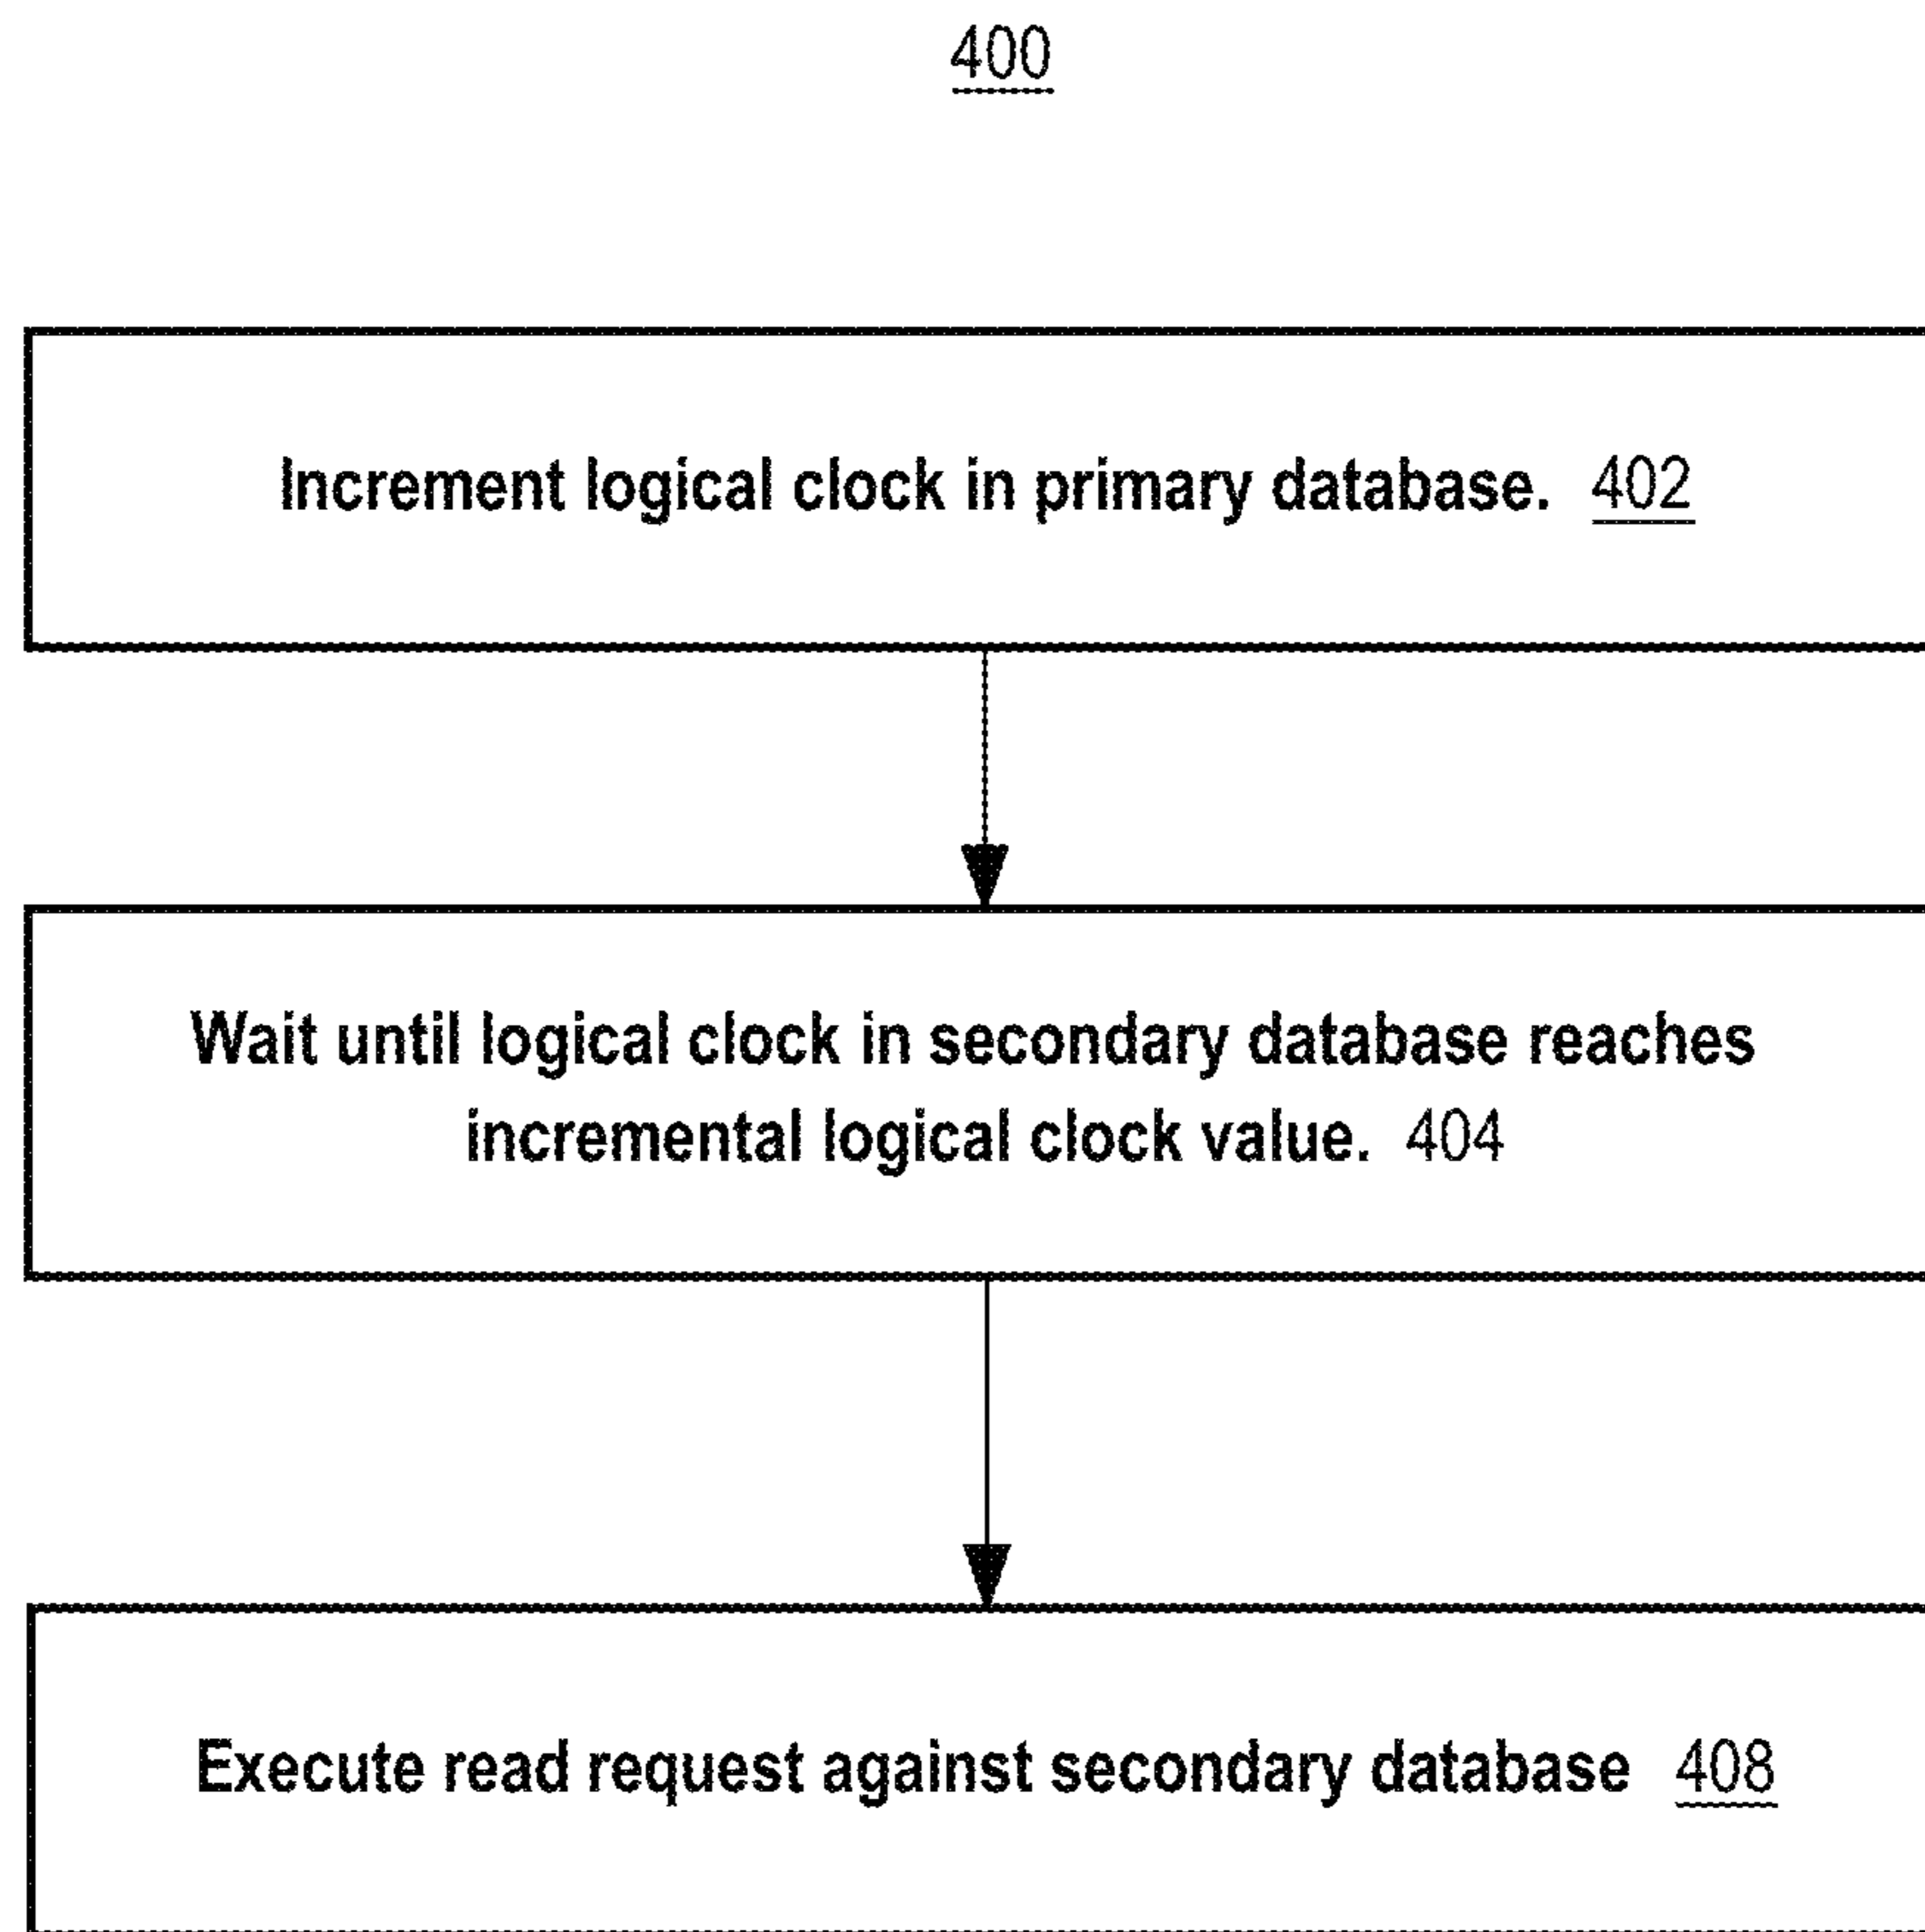 400
Increment logical clock in primary database. 402
Wait until logical clock in secondary database reaches
incremental logical clock value. 404
Execute read request against secondary database 408